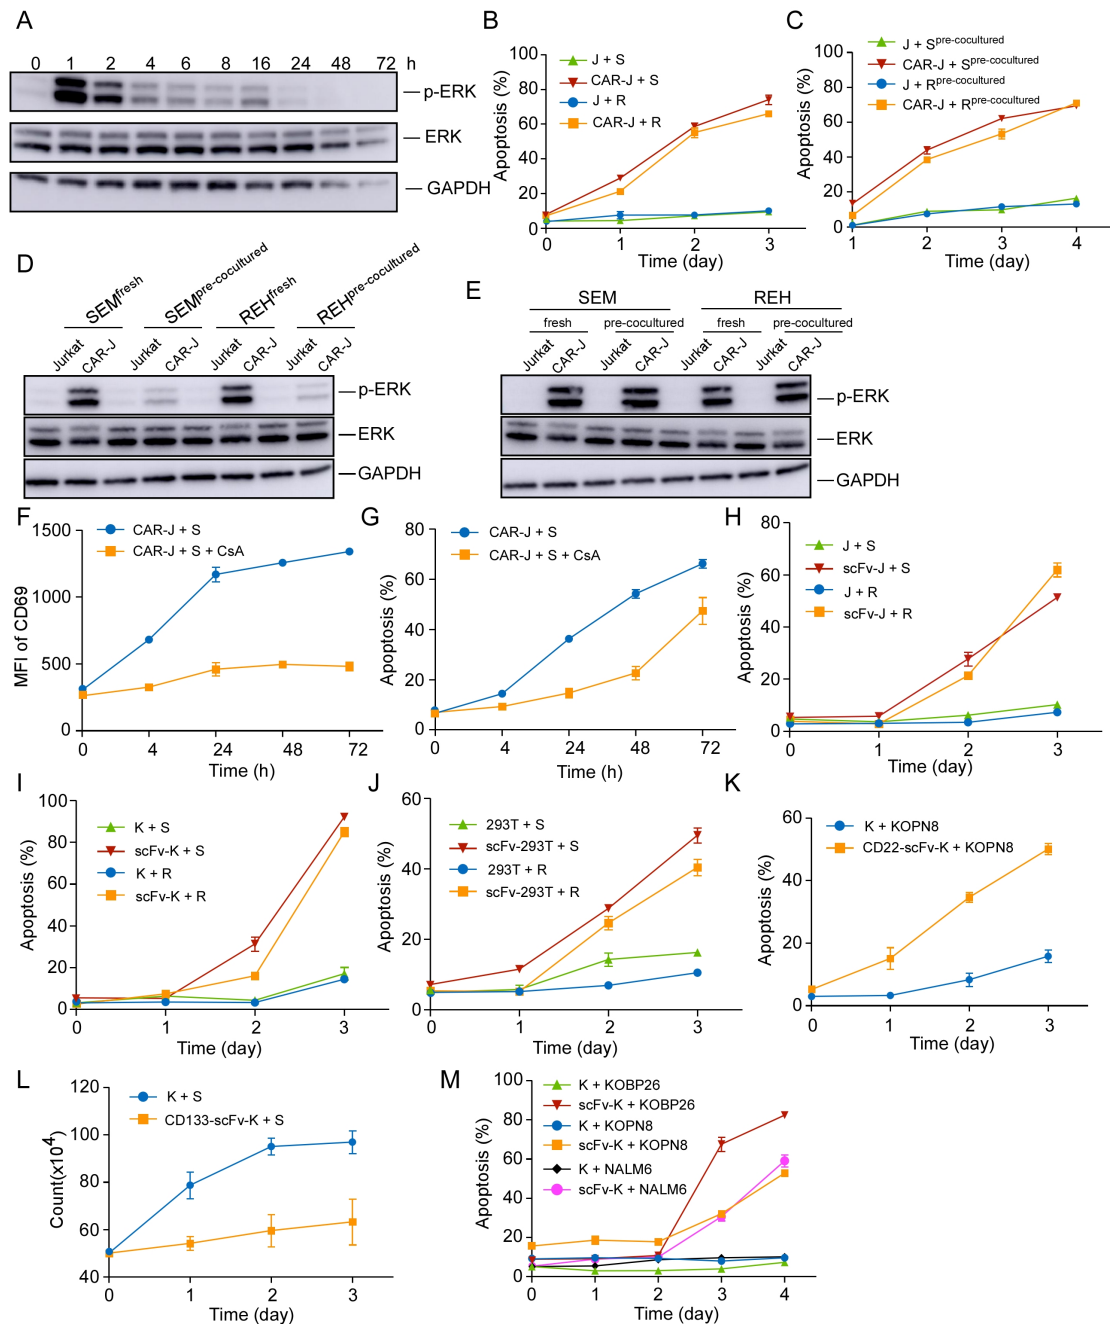 A
0 1 2 4 6 8 16 24 48 72 h
p-ERK
ERK
GAPDH
B
J + S
CAR-J + S
J + R
CAR-J + R
Apoptosis (%)
100
80
60
40
20
0
0 1 2 3
Time (day)
C
J + Spre-cocultured
CAR-J + Spre-cocultured
J + Rpre-cocultured
CAR-J + Rpre-cocultured
Apoptosis (%)
100
80
60
40
20
0
1 2 3 4
Time (day)
D
SEMfresh SEMpre-cocultured REHfresh REHpre-cocultured
Jurkat CAR-J Jurkat CAR-J Jurkat CAR-J Jurkat CAR-J
p-ERK
ERK
GAPDH
E
SEM REH
fresh pre-cocultured fresh pre-cocultured
Jurkat CAR-J Jurkat CAR-J Jurkat CAR-J Jurkat CAR-J
p-ERK
ERK
GAPDH
F
CAR-J + S
CAR-J + S + CsA
MFI of CD69
1500
1000
500
0
0 4 24 48 72
Time (h)
G
CAR-J + S
CAR-J + S + CsA
Apoptosis (%)
80
60
40
20
0
0 4 24 48 72
Time (h)
H
J + S
scFv-J + S
J + R
scFv-J + R
Apoptosis (%)
80
60
40
20
0
0 1 2 3
Time (day)
I
K + S
scFv-K + S
K + R
scFv-K + R
Apoptosis (%)
100
80
60
40
20
0
0 1 2 3
Time (day)
J
293T + S
scFv-293T + S
293T + R
scFv-293T + R
Apoptosis (%)
60
40
20
0
0 1 2 3
Time (day)
K
K + KOPN8
CD22-scFv-K + KOPN8
Apoptosis (%)
60
40
20
0
0 1 2 3
Time (day)
L
K + S
CD133-scFv-K + S
Count(x10⁴)
120
100
80
60
40
0 1 2 3
Time (day)
M
K + KOBP26
scFv-K + KOBP26
K + KOPN8
scFv-K + KOPN8
K + NALM6
scFv-K + NALM6
Apoptosis (%)
100
80
60
40
20
0
0 1 2 3 4
Time (day)